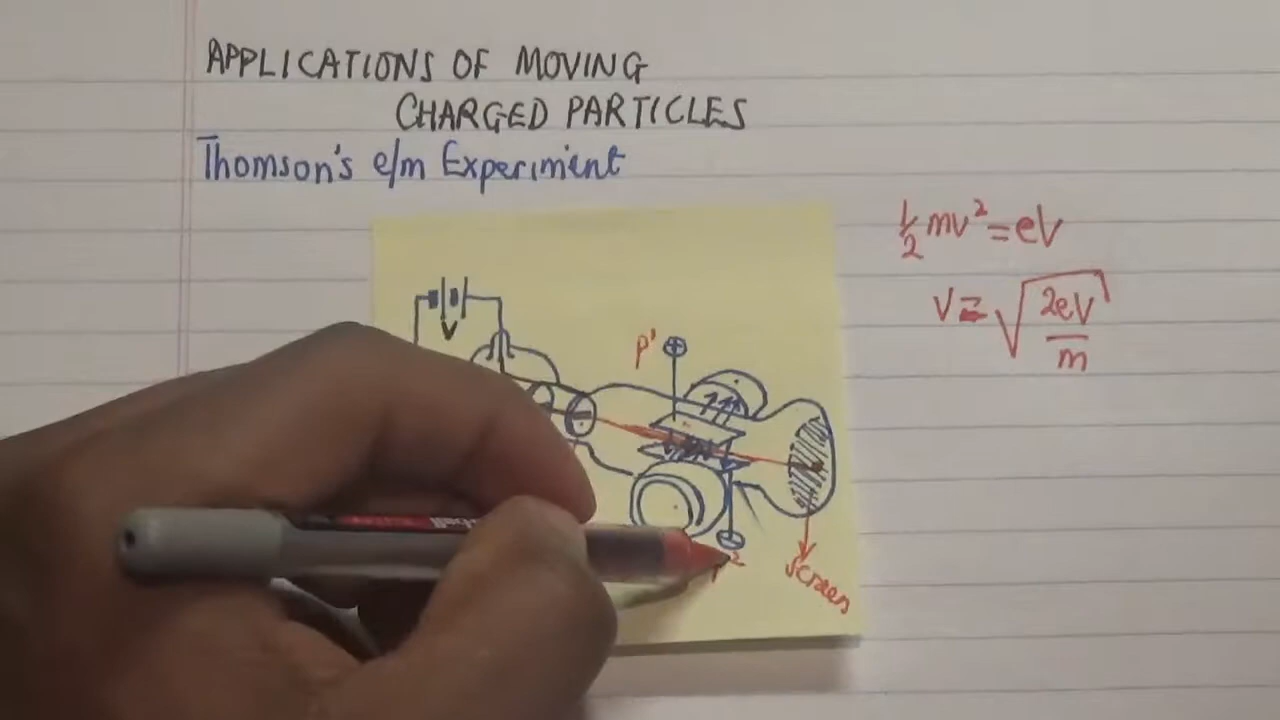 APPLICATIONS OF MOVING
CHARGED PARTICLES
Thomson's e/m Experiment
½mv² = eV
V = √(2eV/m)
V
p'
+
screen